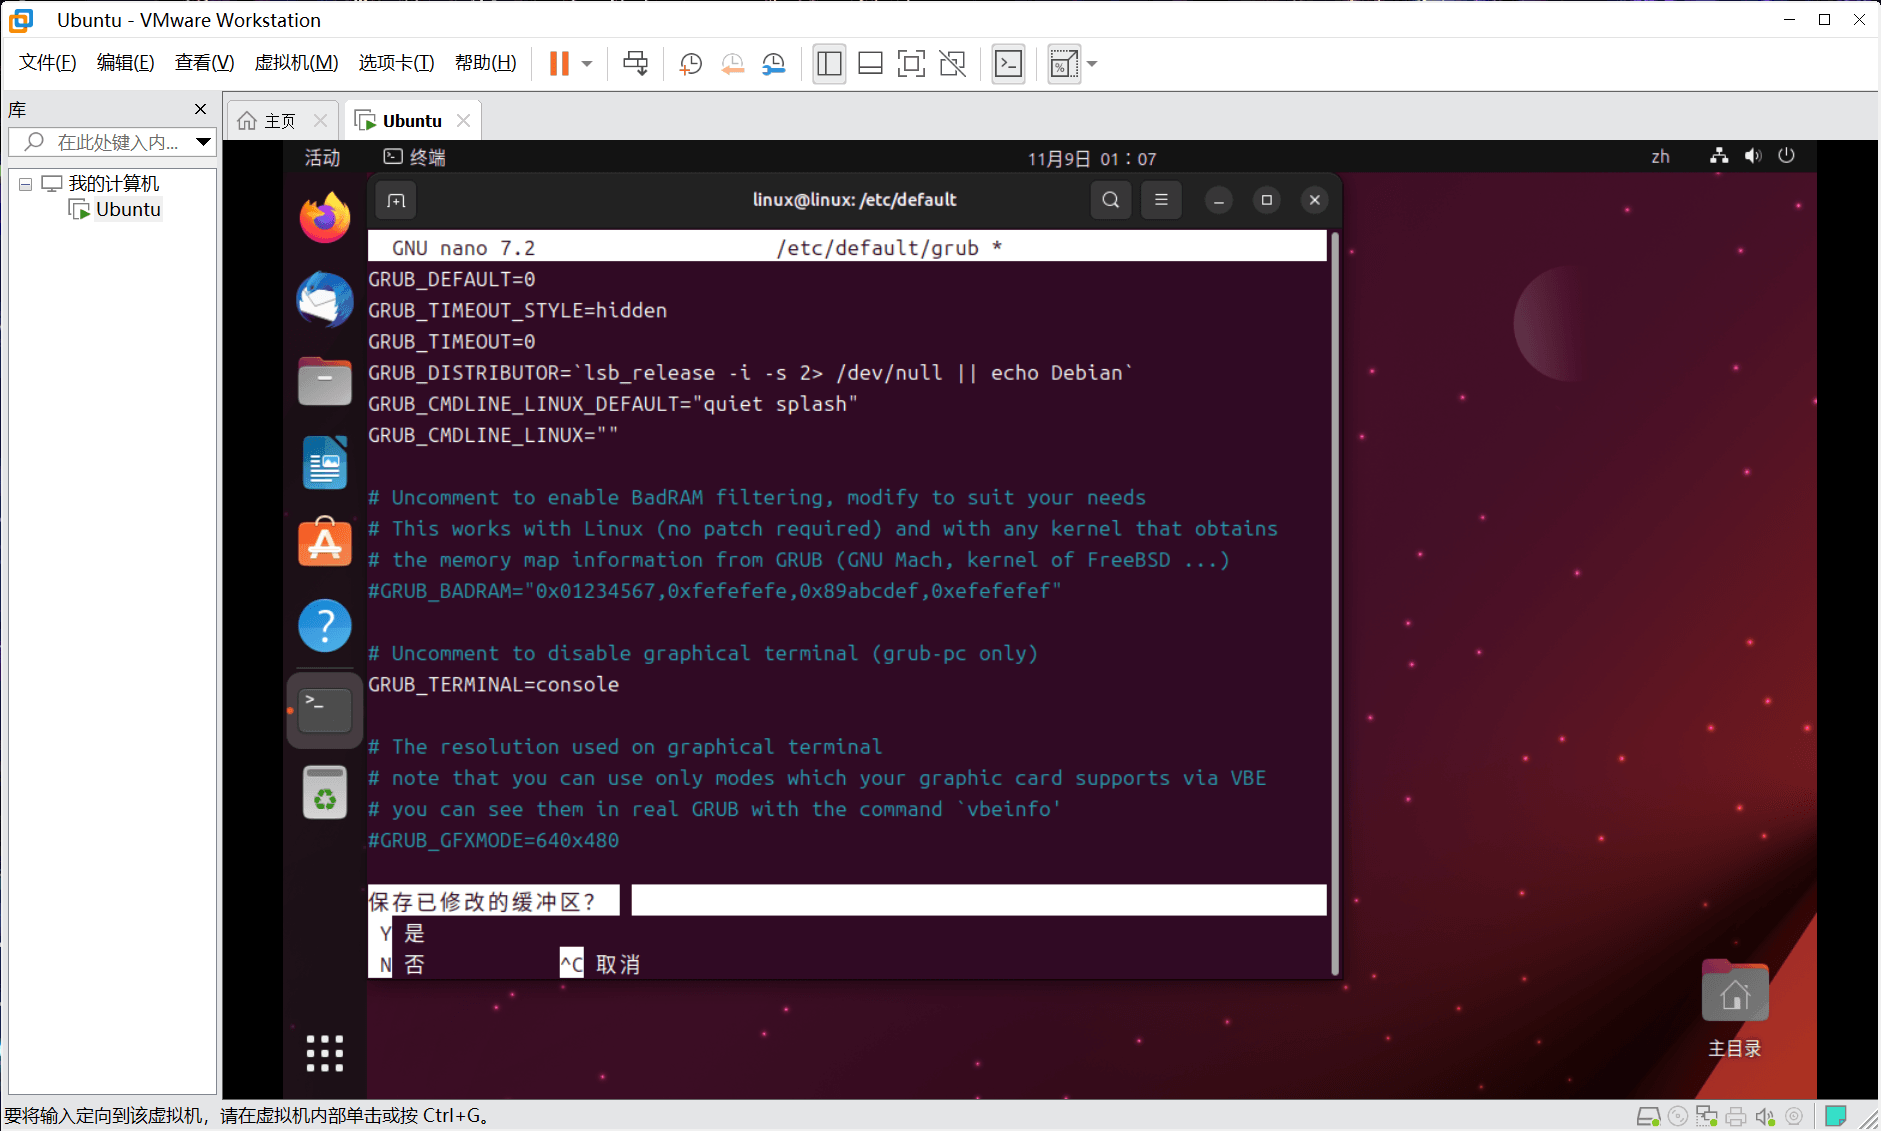 Ubuntu - VMware Workstation
文件(F) 编辑(E) 查看(V) 虚拟机(M) 选项卡(T) 帮助(H)
库
在此处键入内...
我的计算机
Ubuntu
主页
Ubuntu
活动 终端 11月9日 01：07 zh
linux@linux: /etc/default
GNU nano 7.2 /etc/default/grub *
GRUB_DEFAULT=0
GRUB_TIMEOUT_STYLE=hidden
GRUB_TIMEOUT=0
GRUB_DISTRIBUTOR=`lsb_release -i -s 2> /dev/null || echo Debian`
GRUB_CMDLINE_LINUX_DEFAULT="quiet splash"
GRUB_CMDLINE_LINUX=""
# Uncomment to enable BadRAM filtering, modify to suit your needs
# This works with Linux (no patch required) and with any kernel that obtains
# the memory map information from GRUB (GNU Mach, kernel of FreeBSD ...)
#GRUB_BADRAM="0x01234567,0xfefefefe,0x89abcdef,0xefefefef"
# Uncomment to disable graphical terminal (grub-pc only)
GRUB_TERMINAL=console
# The resolution used on graphical terminal
# note that you can use only modes which your graphic card supports via VBE
# you can see them in real GRUB with the command `vbeinfo'
#GRUB_GFXMODE=640x480
保存已修改的缓冲区？
Y 是
N 否 ^C 取消
主目录
要将输入定向到该虚拟机，请在虚拟机内部单击或按 Ctrl+G。